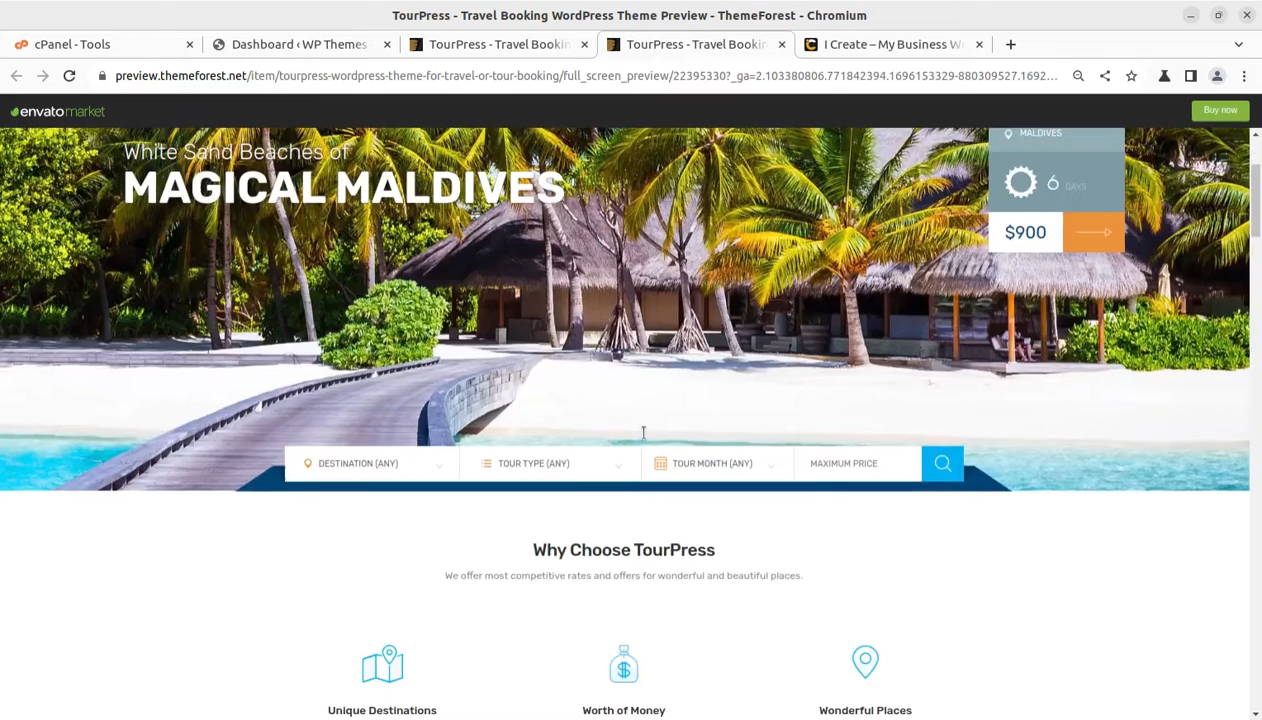 TourPress - Travel Booking WordPress Theme Preview - ThemeForest - Chromium
cPanel - Tools
Dashboard ‹ WP Themes
TourPress - Travel Bookin
TourPress - Travel Bookin
I Create – My Business W
preview.themeforest.net/item/tourpress-wordpress-theme-for-travel-or-tour-booking/full_screen_preview/22395330?_ga=2.103380806.771842394.1696153329-880309527.1692...
envatomarket
Buy now
MALDIVES
White Sand Beaches of
MAGICAL MALDIVES
6 DAYS
$900
DESTINATION (ANY)
TOUR TYPE (ANY)
TOUR MONTH (ANY)
MAXIMUM PRICE
Why Choose TourPress
We offer most competitive rates and offers for wonderful and beautiful places.
Unique Destinations
Worth of Money
Wonderful Places